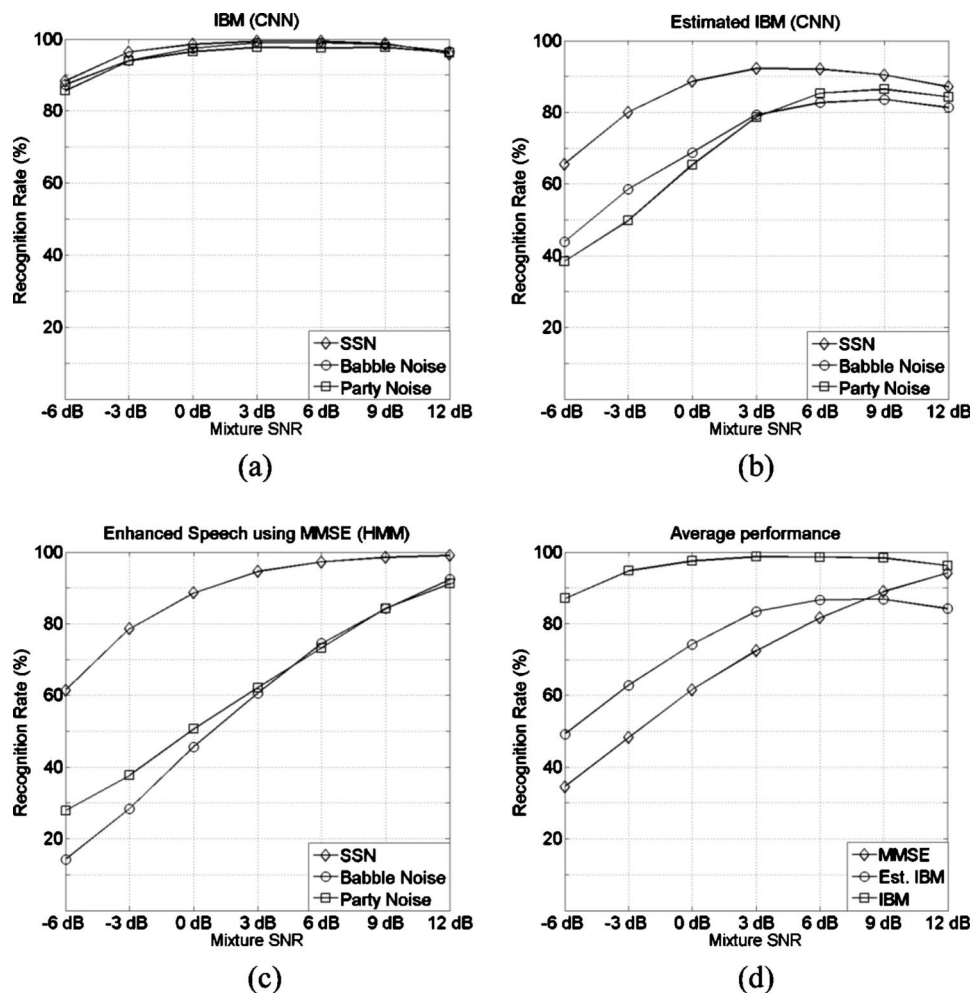 IBM (CNN)
100
80
60
40
20
Recognition Rate (%)
SSN
Babble Noise
Party Noise
-6 dB -3 dB 0 dB 3 dB 6 dB 9 dB 12 dB
Mixture SNR
(a)
Estimated IBM (CNN)
100
80
60
40
20
Recognition Rate (%)
SSN
Babble Noise
Party Noise
-6 dB -3 dB 0 dB 3 dB 6 dB 9 dB 12 dB
Mixture SNR
(b)
Enhanced Speech using MMSE (HMM)
100
80
60
40
20
Recognition Rate (%)
SSN
Babble Noise
Party Noise
-6 dB -3 dB 0 dB 3 dB 6 dB 9 dB 12 dB
Mixture SNR
(c)
Average performance
100
80
60
40
20
Recognition Rate (%)
MMSE
Est. IBM
IBM
-6 dB -3 dB 0 dB 3 dB 6 dB 9 dB 12 dB
Mixture SNR
(d)